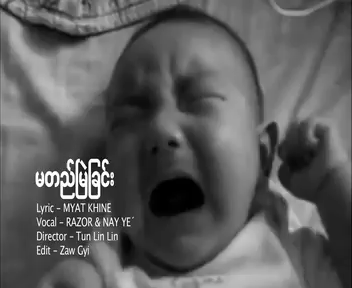 မတည်မြဲခြင်း
Lyric - MYAT KHINE
Vocal - RAZOR & NAY YE'
Director - Tun Lin Lin
Edit - Zaw Gyi